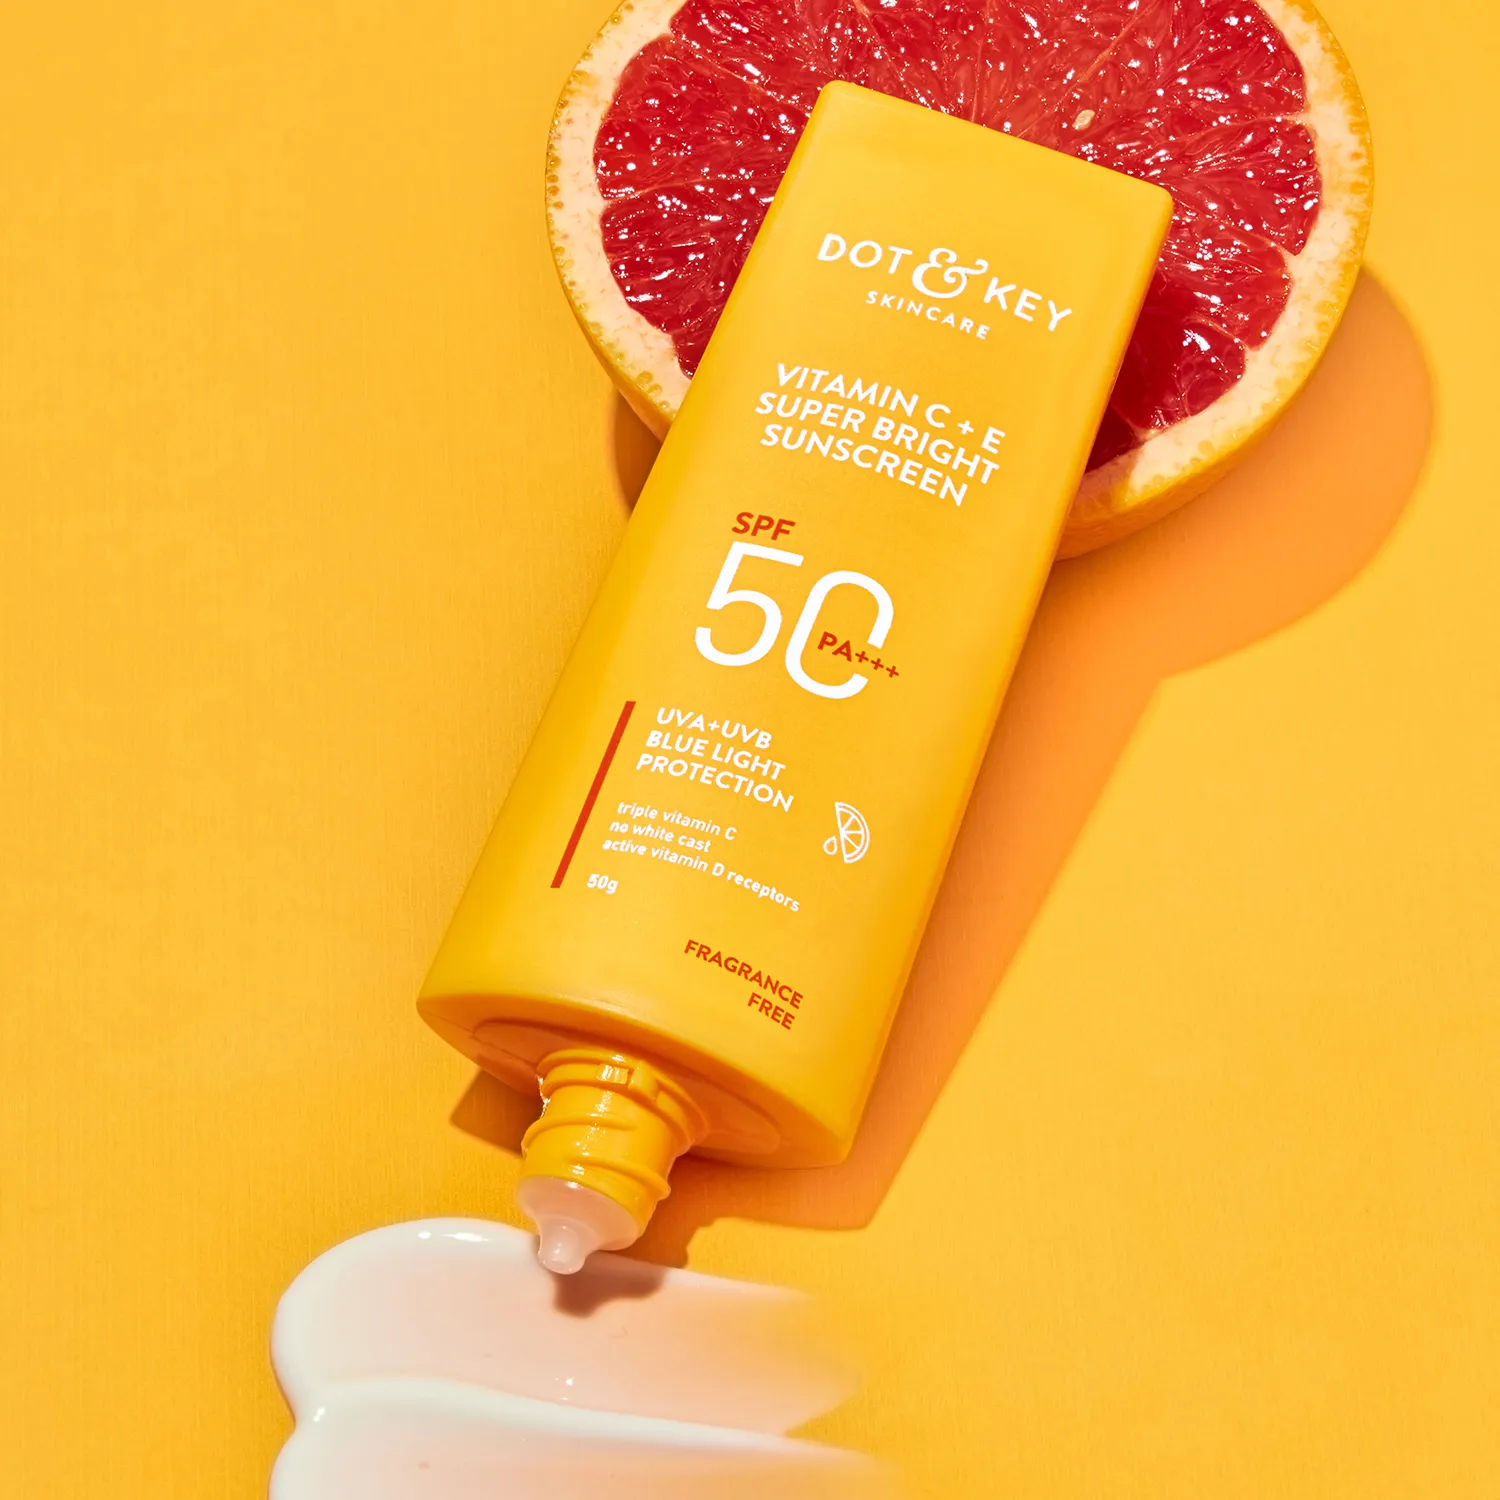 DOT & KEY
SKINCARE
VITAMIN C + E
SUPER BRIGHT
SUNSCREEN
SPF
50
PA+++
UVA+UVB
BLUE LIGHT
PROTECTION
triple vitamin C
no white cast
active vitamin D receptors
50g
FRAGRANCE
FREE